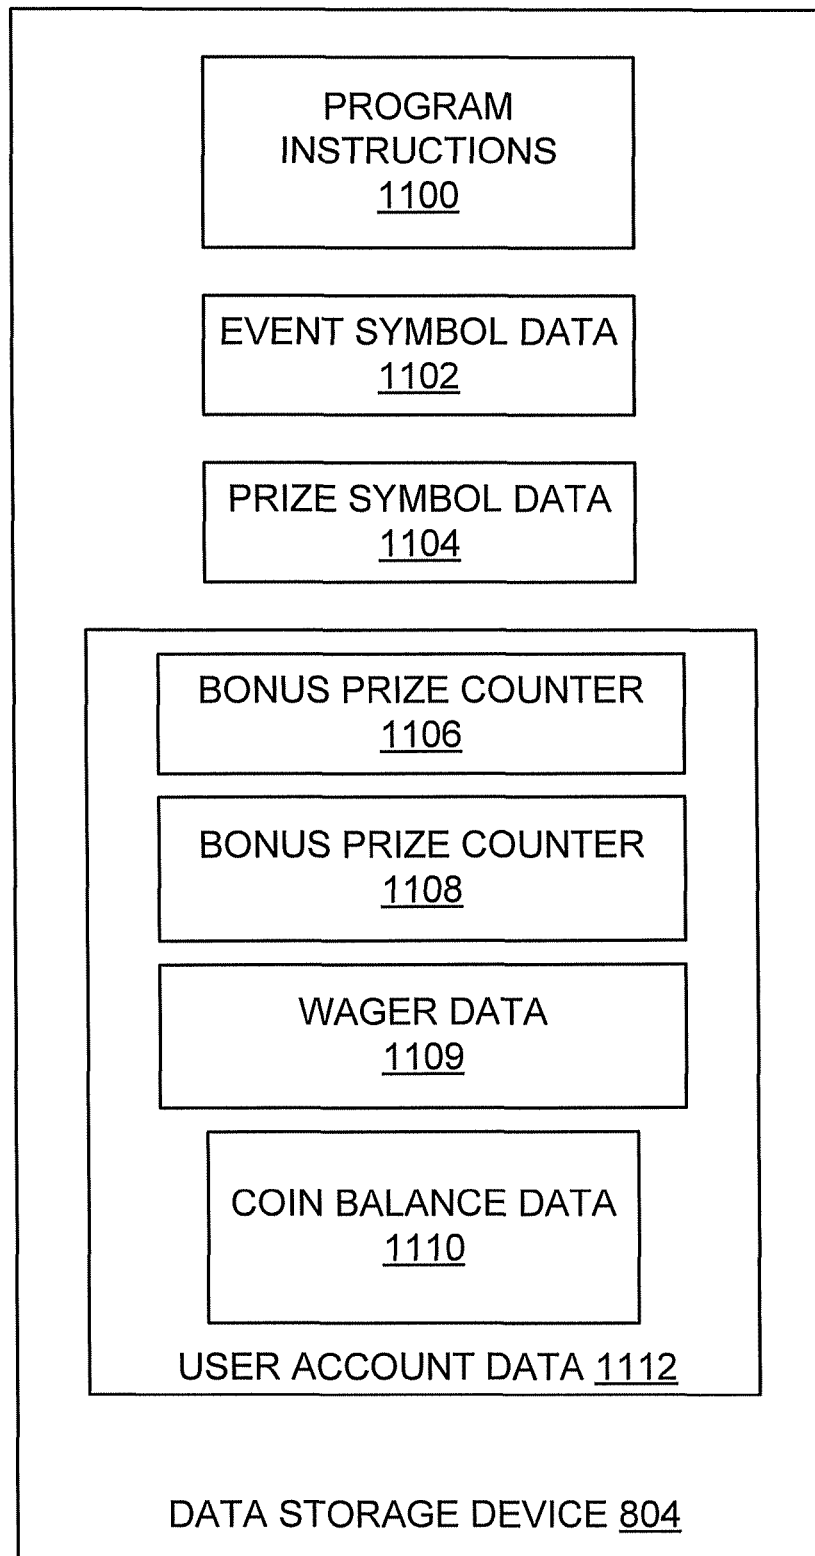 PROGRAM
INSTRUCTIONS
1100
EVENT SYMBOL DATA
1102
PRIZE SYMBOL DATA
1104
BONUS PRIZE COUNTER
1106
BONUS PRIZE COUNTER
1108
WAGER DATA
1109
COIN BALANCE DATA
1110
USER ACCOUNT DATA 1112
DATA STORAGE DEVICE 804